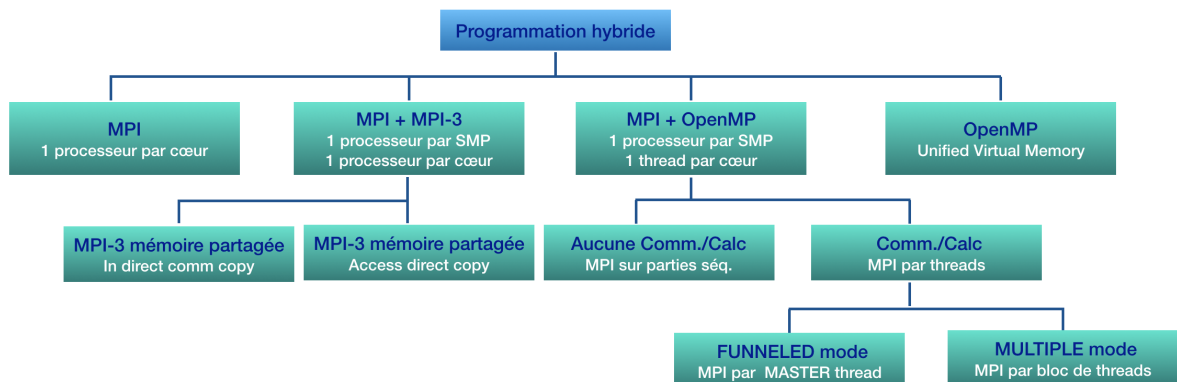 Programmation hybride
MPI
1 processeur par cœur
MPI + MPI-3
1 processeur par SMP
1 processeur par cœur
MPI + OpenMP
1 processeur par SMP
1 thread par cœur
OpenMP
Unified Virtual Memory
MPI-3 mémoire partagée
In direct comm copy
MPI-3 mémoire partagée
Access direct copy
Aucune Comm./Calc
MPI sur parties séq.
Comm./Calc
MPI par threads
FUNNELED mode
MPI par MASTER thread
MULTIPLE mode
MPI par bloc de threads